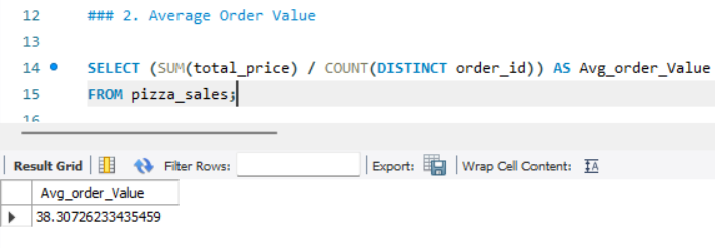 12 ### 2. Average Order Value
13
14 SELECT (SUM(total_price) / COUNT(DISTINCT order_id)) AS Avg_order_Value
15 FROM pizza_sales;
16
Result Grid Filter Rows: Export: Wrap Cell Content: IA
Avg_order_Value
38.30726233435459